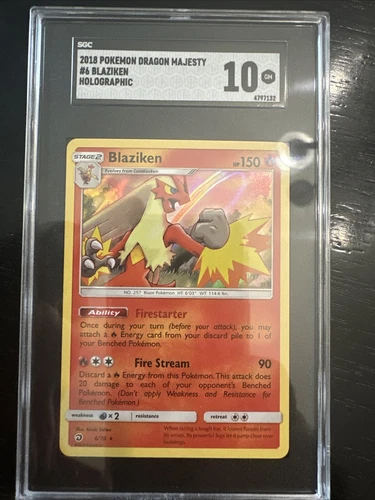 SGC
2018 POKEMON DRAGON MAJESTY
#6 BLAZIKEN
HOLOGRAPHIC
10 GM
4797132
STAGE 2 Blaziken HP150
Evolves from Combusken
NO. 257 Blaze Pokémon HT: 6'03" WT: 114.6 lbs.
Ability Firestarter
Once during your turn (before your attack), you may
attach a Energy card from your discard pile to 1 of
your Benched Pokémon.
Fire Stream 90
Discard a Energy from this Pokémon. This attack does
20 damage to each of your opponent's Benched
Pokémon. (Don't apply Weakness and Resistance
for Benched Pokémon.)
weakness ×2 resistance retreat
6/70